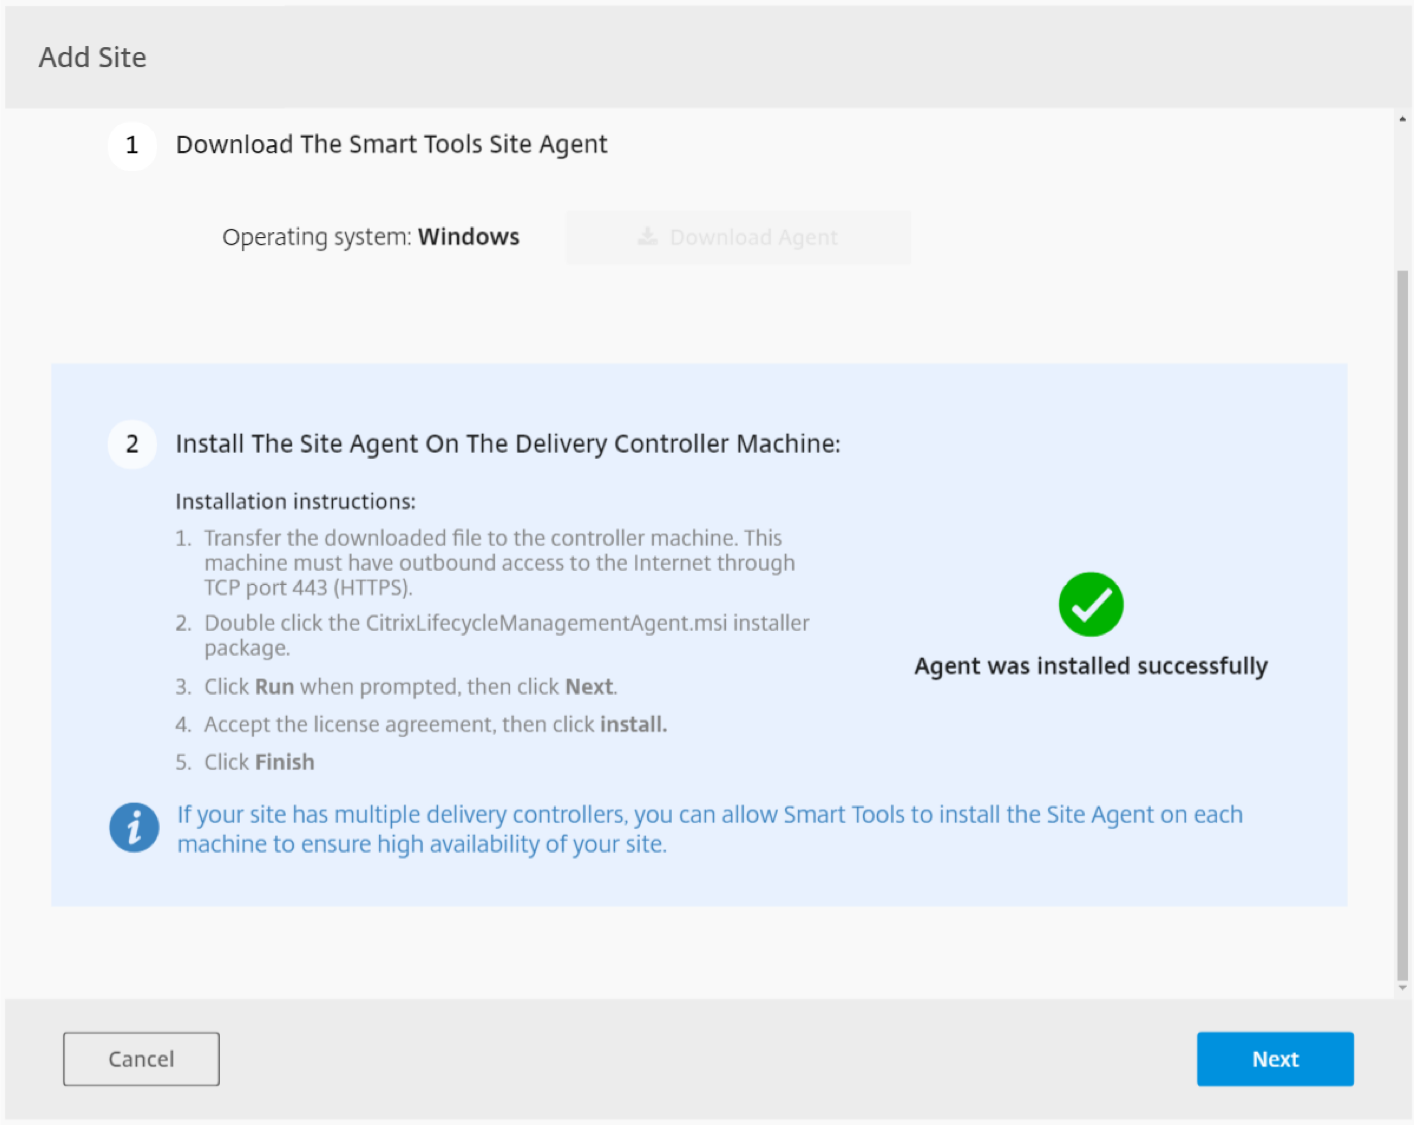 Add Site
1 Download The Smart Tools Site Agent
Operating system: Windows Download Agent
2 Install The Site Agent On The Delivery Controller Machine:
Installation instructions:
1. Transfer the downloaded file to the controller machine. This
machine must have outbound access to the Internet through
TCP port 443 (HTTPS).
2. Double click the CitrixLifecycleManagementAgent.msi installer
package.
3. Click Run when prompted, then click Next.
4. Accept the license agreement, then click install.
5. Click Finish
Agent was installed successfully
i If your site has multiple delivery controllers, you can allow Smart Tools to install the Site Agent on each
machine to ensure high availability of your site.
Cancel Next